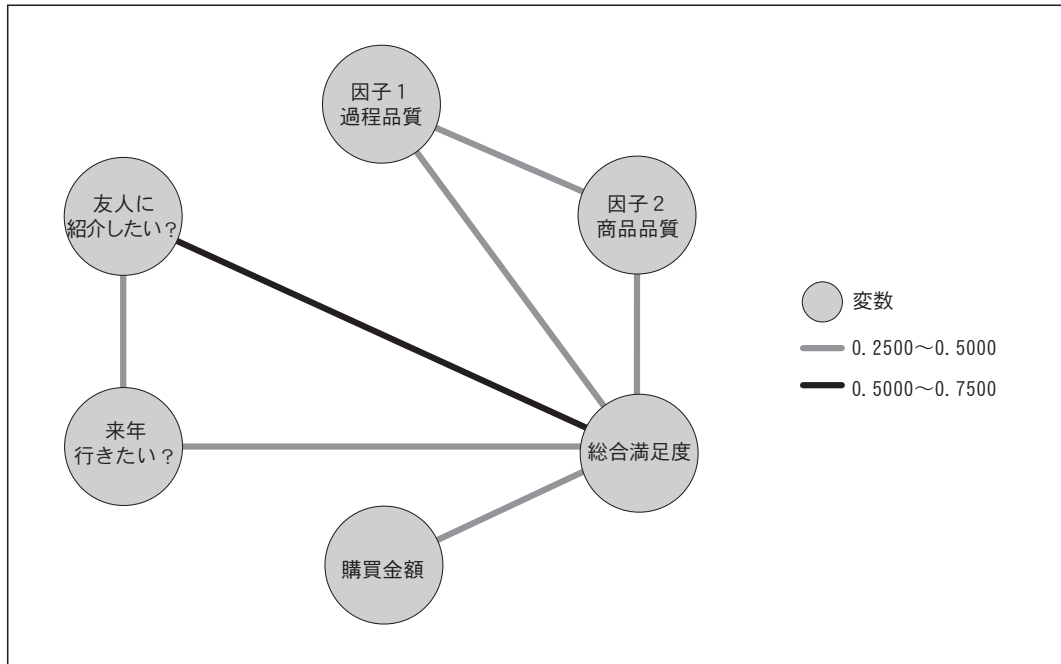 因子1
過程品質
因子2
商品品質
友人に
紹介したい?
来年
行きたい?
総合満足度
購買金額
変数
0.2500～0.5000
0.5000～0.7500